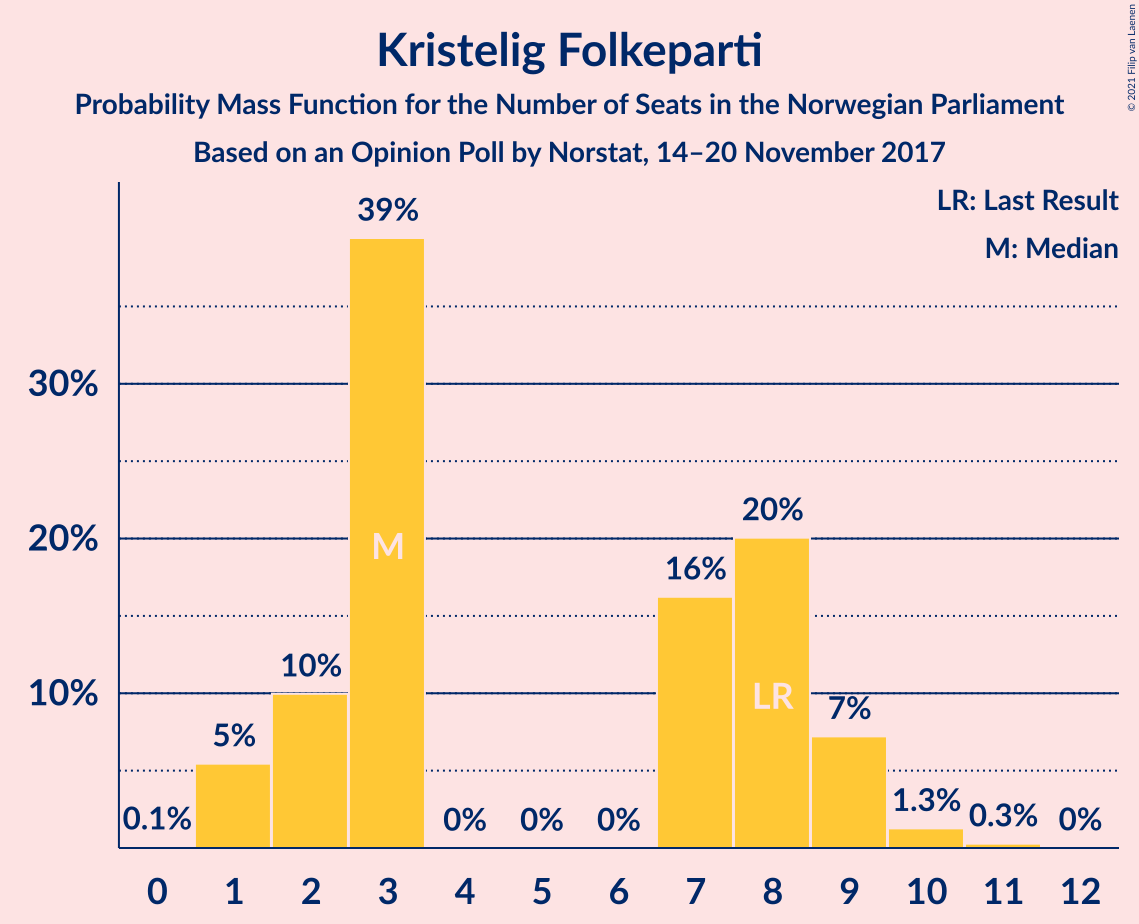 Kristelig Folkeparti
Probability Mass Function for the Number of Seats in the Norwegian Parliament
Based on an Opinion Poll by Norstat, 14–20 November 2017
© 2021 Filip van Laenen
LR: Last Result
M: Median
39%
30%
20%
10%
M
20%
16%
LR
10%
7%
5%
1.3%
0.3%
0.1%
0%
0%
0%
0%
0 1 2 3 4 5 6 7 8 9 10 11 12